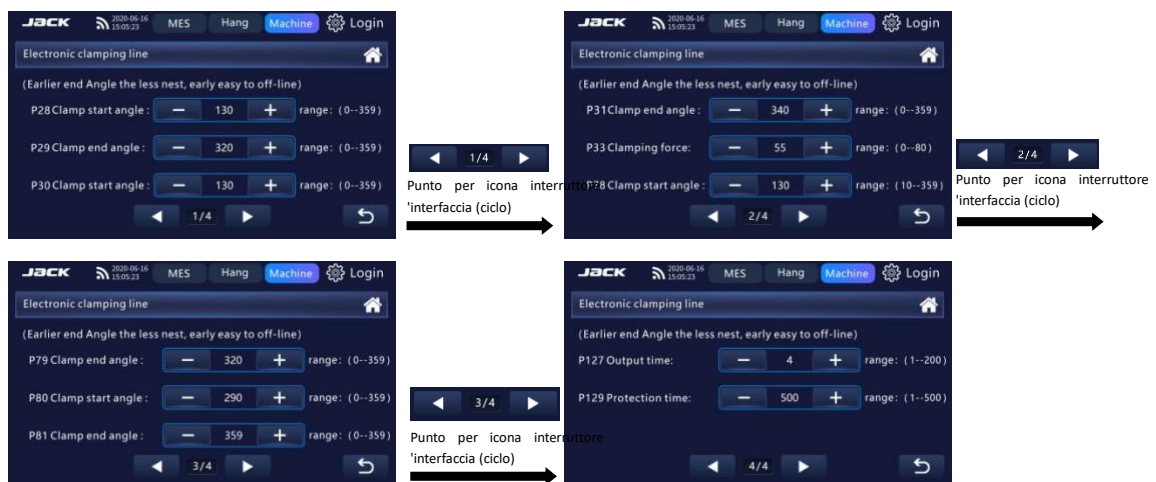 JACK 2020-06-16 15:05:23 MES Hang Machine Login
Electronic clamping line
(Earlier end Angle the less nest, early easy to off-line)
P28Clamp start angle : − 130 + range: (0--359)
P29 Clamp end angle : − 320 + range: (0--359)
P30 Clamp start angle : − 130 + range: (0--359)
1/4
1/4
Punto per icona interruttore
'interfaccia (ciclo)
JACK 2020-06-16 15:05:23 MES Hang Machine Login
Electronic clamping line
(Earlier end Angle the less nest, early easy to off-line)
P31Clamp end angle : − 340 + range: (0--359)
P33 Clamping force: − 55 + range: (0--80)
P78 Clamp start angle : − 130 + range: (10--359)
2/4
2/4
Punto per icona interruttore
'interfaccia (ciclo)
JACK 2020-06-16 15:05:23 MES Hang Machine Login
Electronic clamping line
(Earlier end Angle the less nest, early easy to off-line)
P79 Clamp end angle : − 320 + range: (0--359)
P80 Clamp start angle : − 290 + range: (0--359)
P81 Clamp end angle : − 359 + range: (0--359)
3/4
3/4
Punto per icona interruttore
'interfaccia (ciclo)
JACK 2020-06-16 15:05:23 MES Hang Machine Login
Electronic clamping line
(Earlier end Angle the less nest, early easy to off-line)
P127 Output time: − 4 + range: (1--200)
P129 Protection time: − 500 + range: (1--500)
4/4